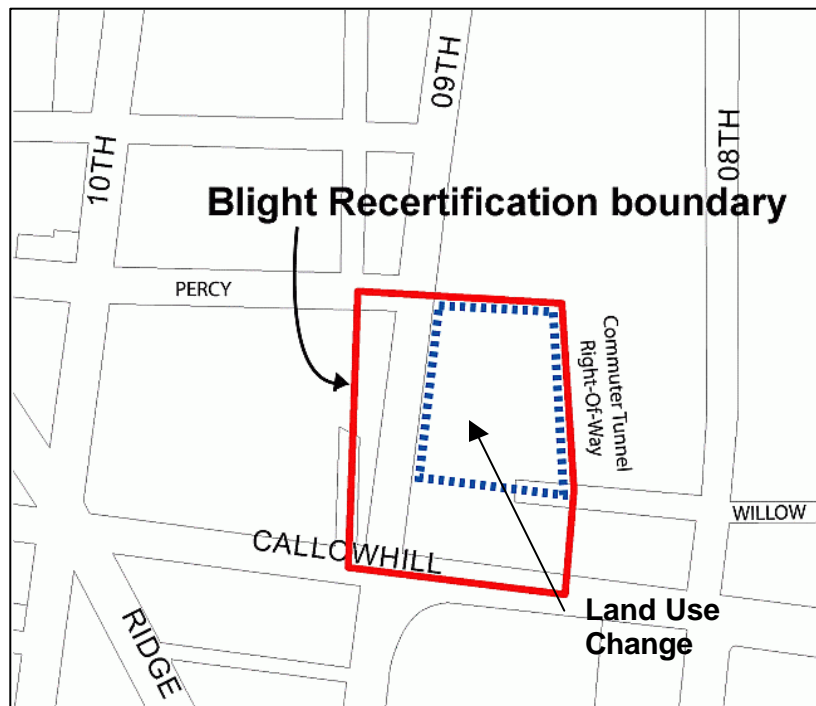 09TH
08TH
10TH
Blight Recertification boundary
PERCY
Commuter Tunnel
Right-Of-Way
WILLOW
CALLOWHILL
Land Use
Change
RIDGE